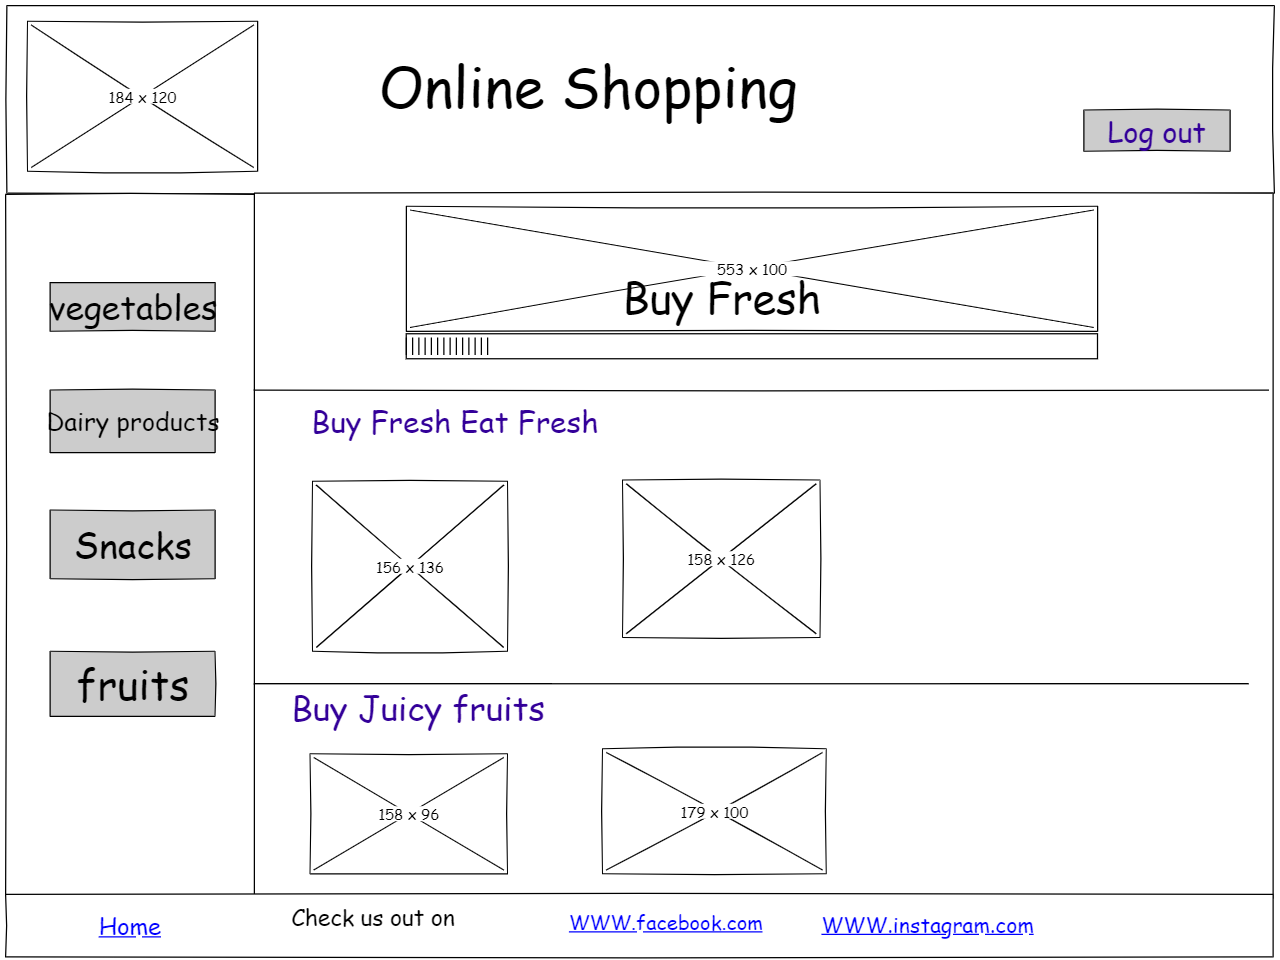 184 x 120
Online Shopping
Log out
553 x 100
Buy Fresh
vegetables
Dairy products
Snacks
fruits
Buy Fresh Eat Fresh
156 x 136
158 x 126
Buy Juicy fruits
158 x 96
179 x 100
Home
Check us out on
WWW.facebook.com
WWW.instagram.com